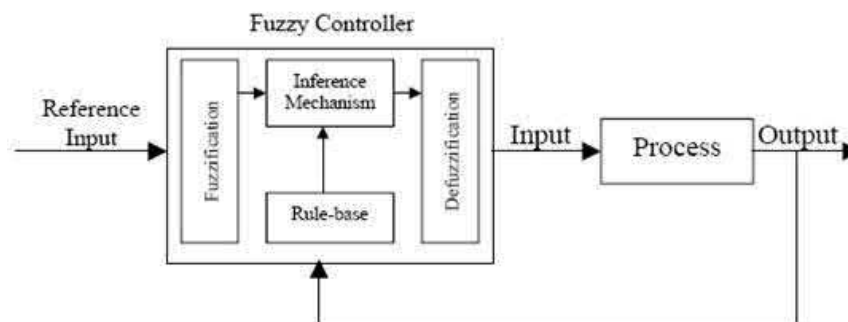 Fuzzy Controller
Reference
Input
Fuzzification
Inference
Mechanism
Rule-base
Defuzzification
Input
Process
Output